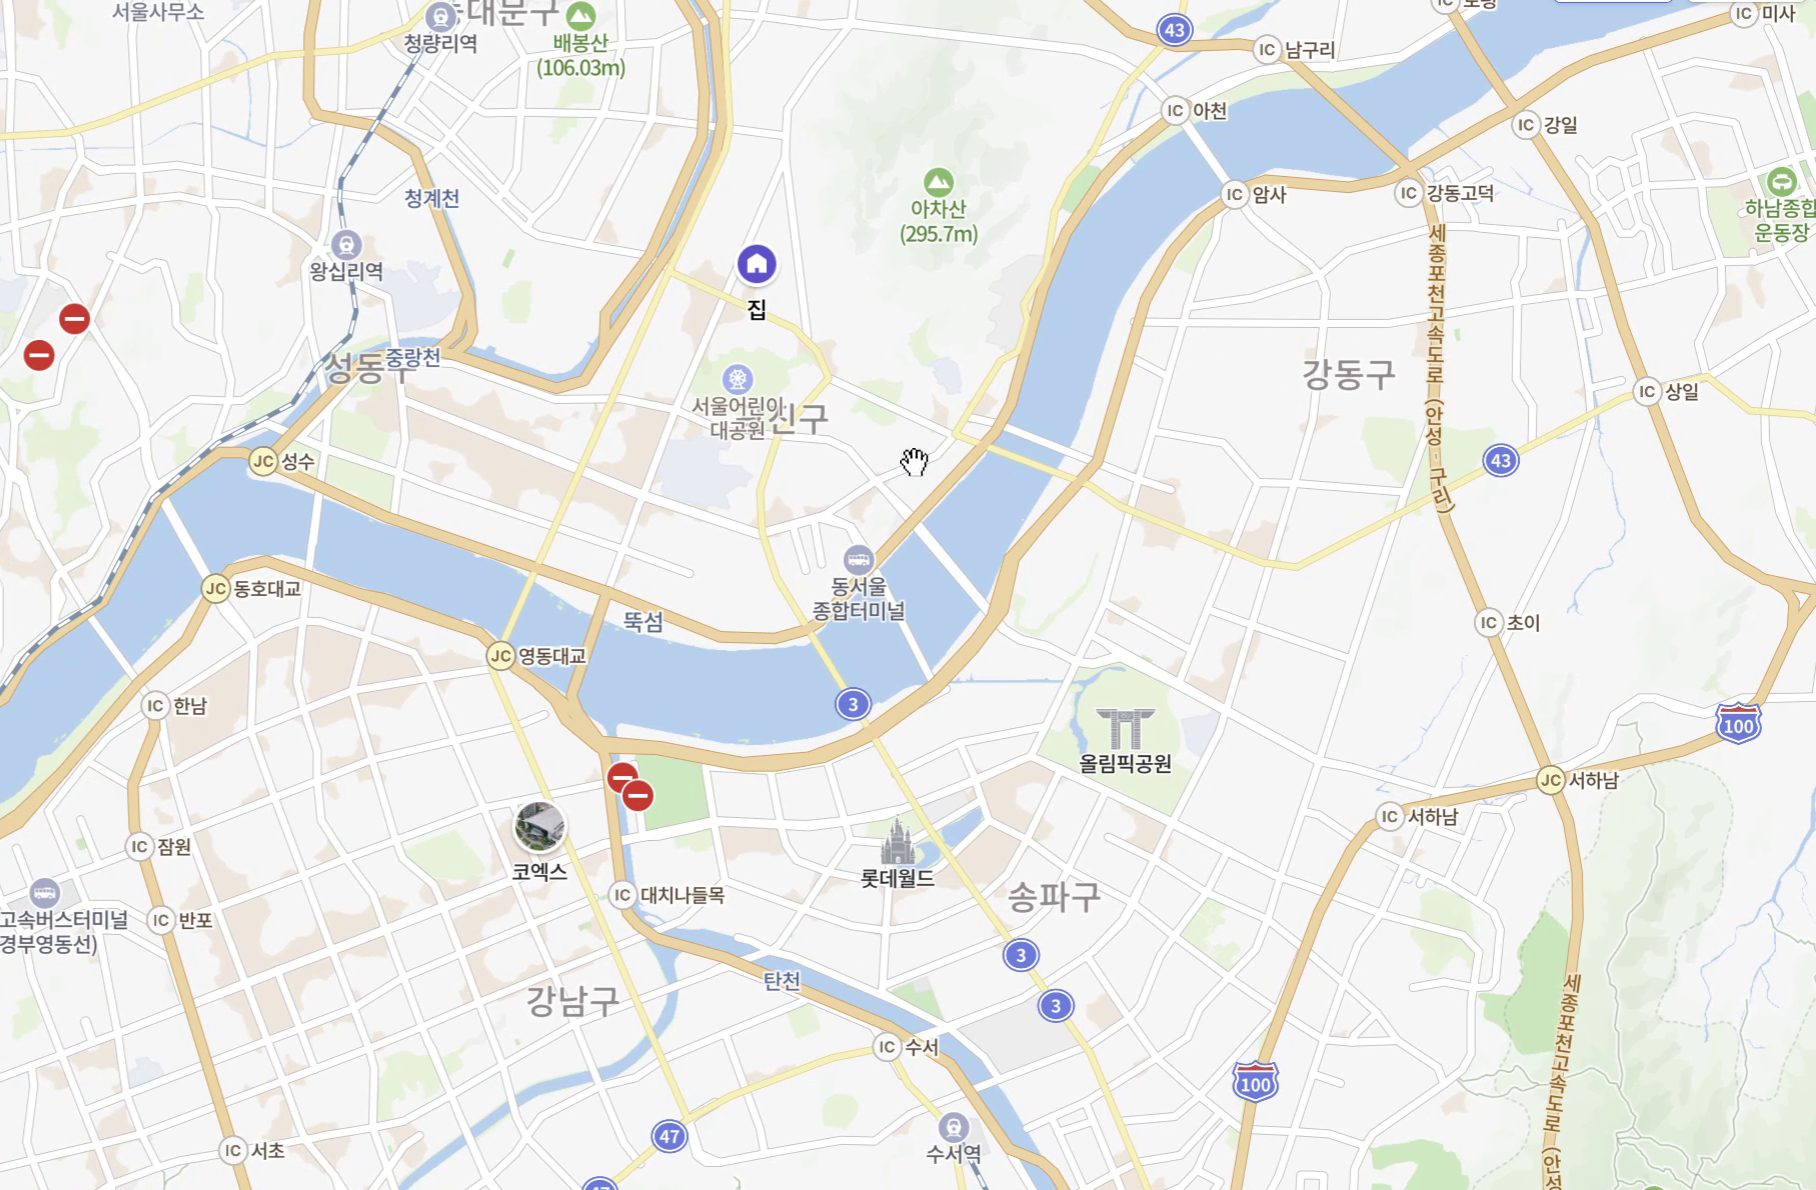 서울사무소
청량리역
배봉산
(106.03m)
43
IC 남구리
IC
IC 미사
IC 아천
IC 강일
청계천
아차산
(295.7m)
IC 암사
IC 강동고덕
하남종합
운동장
왕십리역
집
세종포천고속도로 (안성-구리)
중랑천
서울어린이
대공원
강동구
IC 상일
JC 성수
43
동서울
종합터미널
JC 동호대교
뚝섬
IC 초이
JC 영동대교
IC 한남
3
100
올림픽공원
JC 서하남
IC 서하남
코엑스
IC 잠원
롯데월드
송파구
IC 대치나들목
고속버스터미널
경부영동선)
IC 반포
3
탄천
강남구
3
세종포천고속도로 (안성
IC 수서
100
47
수서역
IC 서초
47